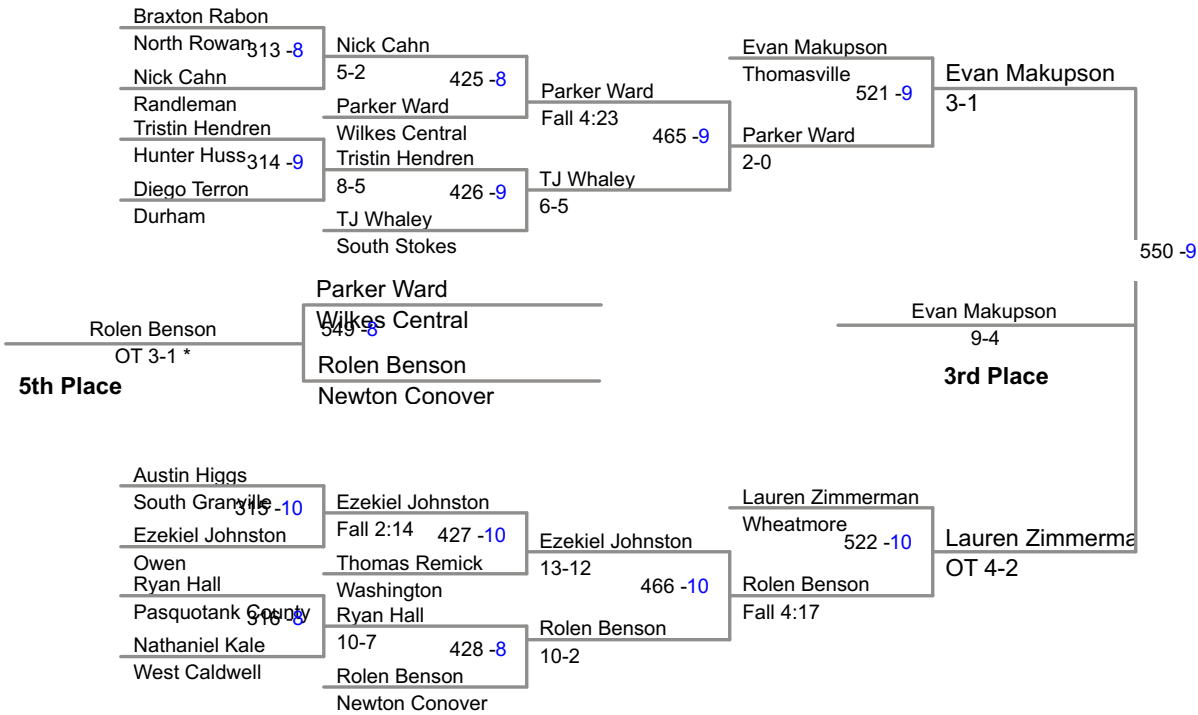 Braxton Rabon
North Rowan
313 -8
Nick Cahn
Randleman
Tristin Hendren
Hunter Huss
314 -9
Diego Terron
Durham
Nick Cahn
5-2
425 -8
Parker Ward
Wilkes Central
Tristin Hendren
8-5
426 -9
TJ Whaley
South Stokes
Parker Ward
Fall 4:23
465 -9
TJ Whaley
6-5
Evan Makupson
Thomasville
521 -9
Parker Ward
2-0
Evan Makupson
3-1
550 -9
Parker Ward
Wilkes Central
549 -8
Rolen Benson
Newton Conover
Rolen Benson
OT 3-1 *
5th Place
Evan Makupson
9-4
3rd Place
Austin Higgs
South Granville
315 -10
Ezekiel Johnston
Owen
Ryan Hall
Pasquotank County
316 -8
Nathaniel Kale
West Caldwell
Ezekiel Johnston
Fall 2:14
427 -10
Thomas Remick
Washington
Ryan Hall
10-7
428 -8
Rolen Benson
Newton Conover
Ezekiel Johnston
13-12
466 -10
Rolen Benson
10-2
Lauren Zimmerman
Wheatmore
522 -10
Rolen Benson
Fall 4:17
Lauren Zimmerma
OT 4-2